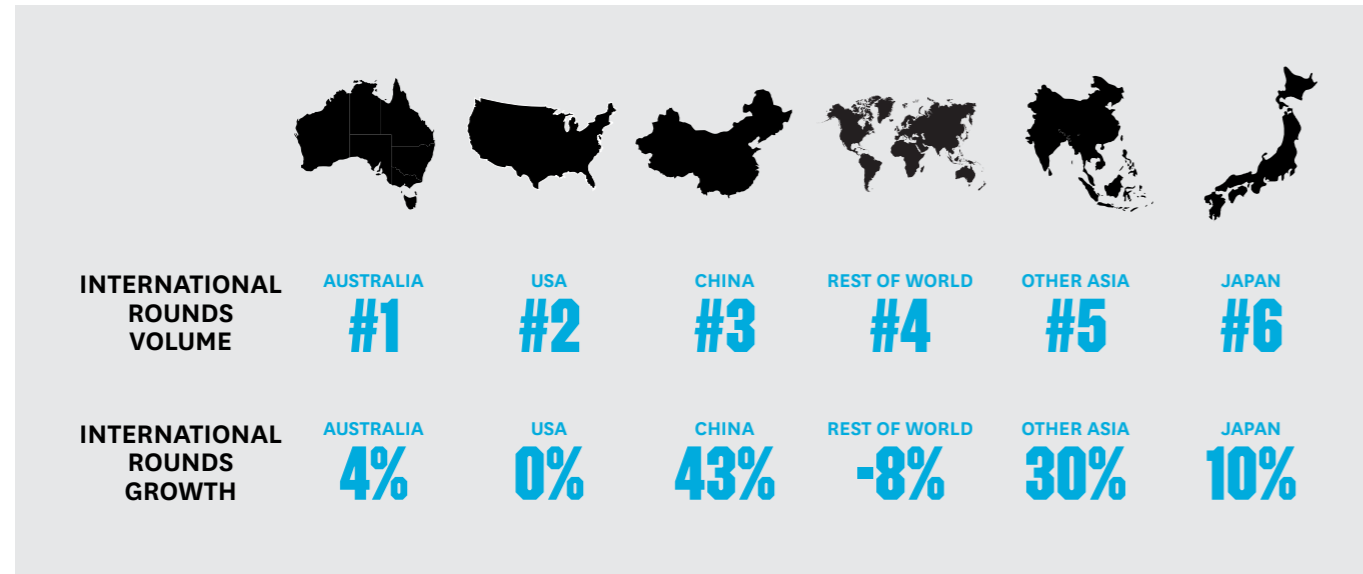 INTERNATIONAL
ROUNDS
VOLUME
AUSTRALIA
#1
USA
#2
CHINA
#3
REST OF WORLD
#4
OTHER ASIA
#5
JAPAN
#6
INTERNATIONAL
ROUNDS
GROWTH
AUSTRALIA
4%
USA
0%
CHINA
43%
REST OF WORLD
-8%
OTHER ASIA
30%
JAPAN
10%